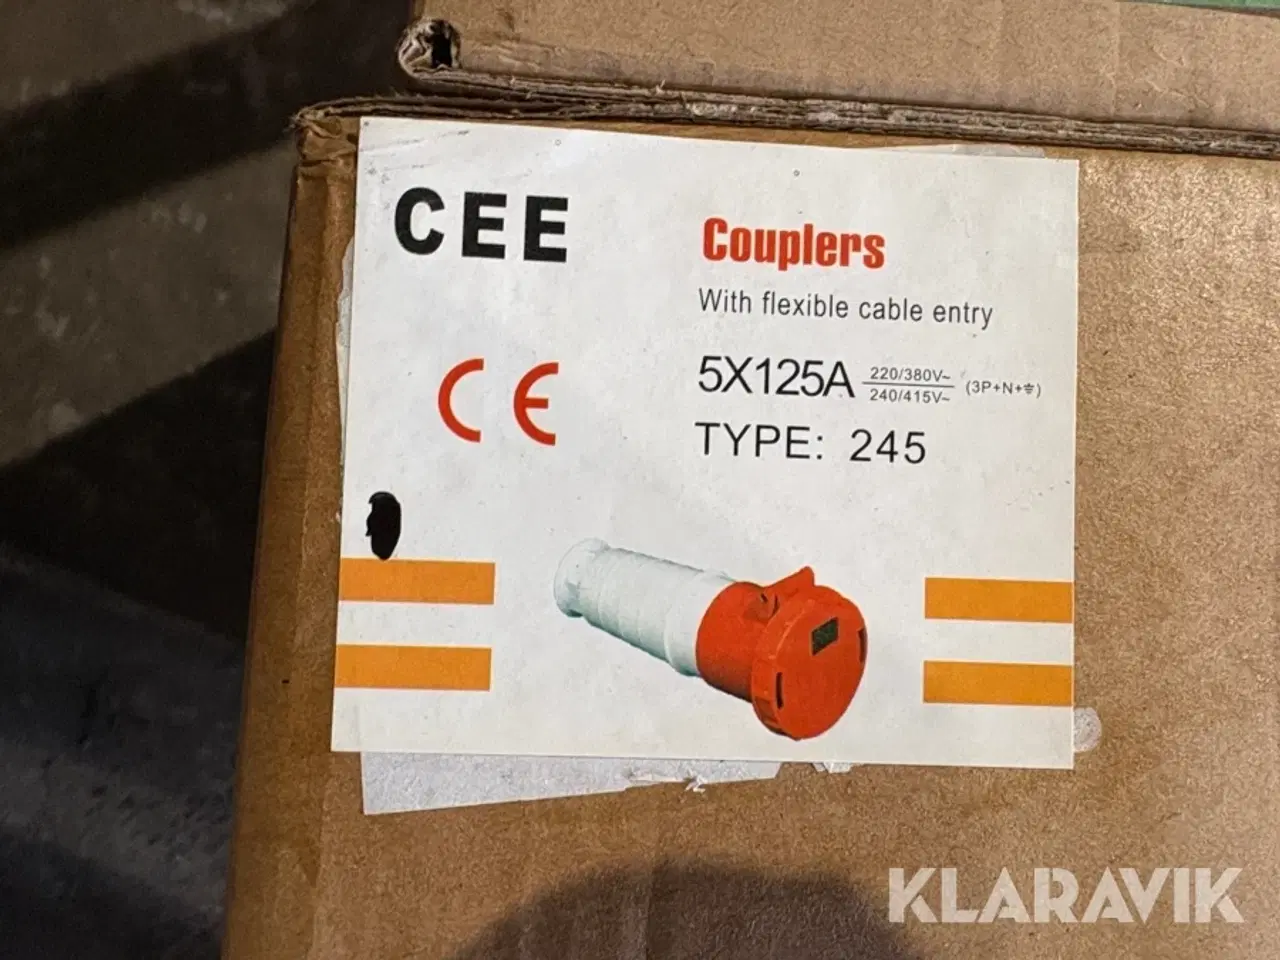 CEE
Couplers
With flexible cable entry
5X125A 220/380V~ 240/415V~ (3P+N+⏚)
TYPE: 245
CE
KLARAVIK